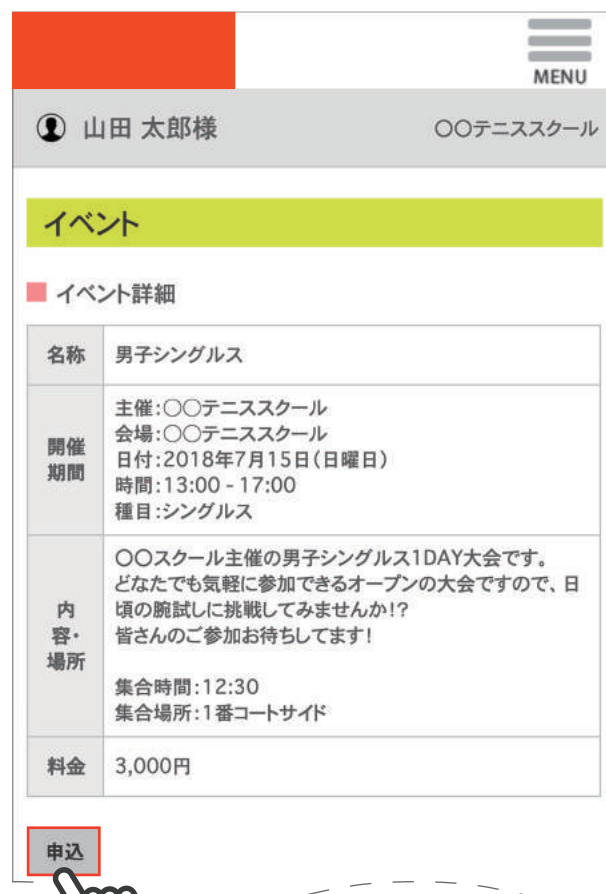 MENU
山田 太郎様
〇〇テニススクール
イベント
イベント詳細
名称
男子シングルス
開催
期間
主催:〇〇テニススクール
会場:〇〇テニススクール
日付:2018年7月15日(日曜日)
時間:13:00 - 17:00
種目:シングルス
内
容・
場所
〇〇スクール主催の男子シングルス1DAY大会です。
どなたでも気軽に参加できるオープンの大会ですので、日
頃の腕試しに挑戦してみませんか!?
皆さんのご参加お待ちしてます!
集合時間:12:30
集合場所:1番コートサイド
料金
3,000円
申込